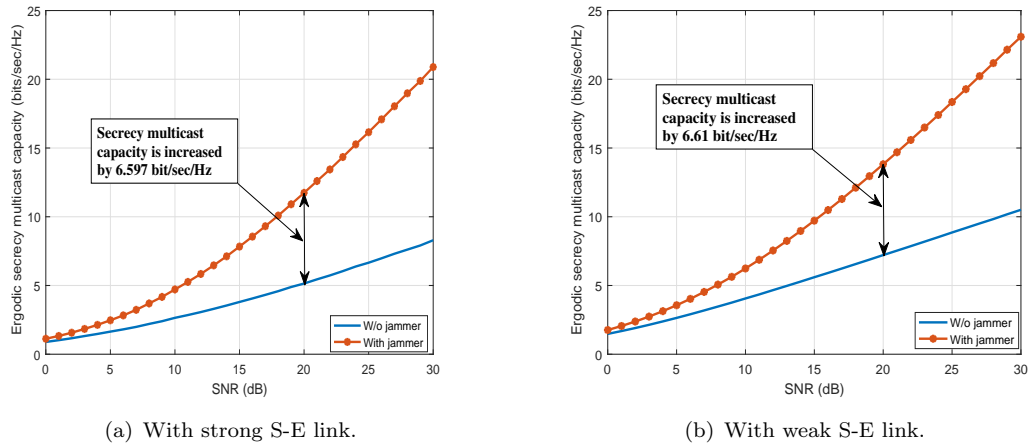 Ergodic secrecy multicast capacity (bits/sec/Hz)
25
20
15
10
5
0
Secrecy multicast
capacity is increased
by 6.597 bit/sec/Hz
W/o jammer
With jammer
0 5 10 15 20 25 30
SNR (dB)
(a) With strong S-E link.
Ergodic secrecy multicast capacity (bits/sec/Hz)
25
20
15
10
5
0
Secrecy multicast
capacity is increased
by 6.61 bit/sec/Hz
W/o jammer
With jammer
0 5 10 15 20 25 30
SNR (dB)
(b) With weak S-E link.